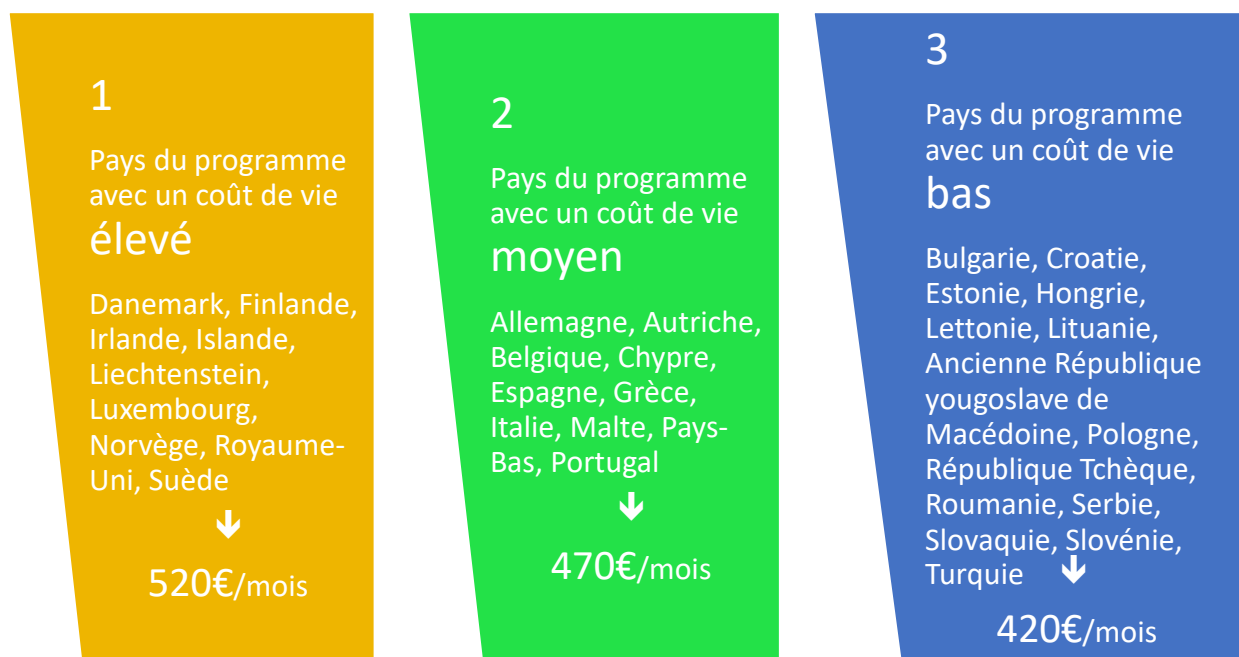 1
Pays du programme
avec un coût de vie
élevé
Danemark, Finlande,
Irlande, Islande,
Liechtenstein,
Luxembourg,
Norvège, Royaume-
Uni, Suède
520€/mois
2
Pays du programme
avec un coût de vie
moyen
Allemagne, Autriche,
Belgique, Chypre,
Espagne, Grèce,
Italie, Malte, Pays-
Bas, Portugal
470€/mois
3
Pays du programme
avec un coût de vie
bas
Bulgarie, Croatie,
Estonie, Hongrie,
Lettonie, Lituanie,
Ancienne République
yougoslave de
Macédoine, Pologne,
République Tchèque,
Roumanie, Serbie,
Slovaquie, Slovénie,
Turquie
420€/mois